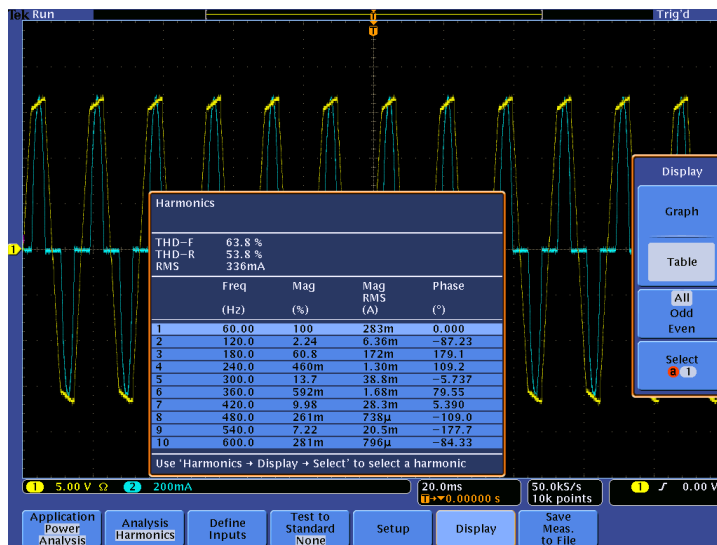 Tek Run Trig'd
T
T
1
Display
Graph
Table
All
Odd
Even
Select
a 1
Harmonics
THD-F 63.8 %
THD-R 53.8 %
RMS 336mA
Freq Mag Mag Phase
RMS
(Hz) (%) (A) (°)
1 60.00 100 283m 0.000
2 120.0 2.24 6.36m -87.23
3 180.0 60.8 172m 179.1
4 240.0 460m 1.30m 109.2
5 300.0 13.7 38.8m -5.737
6 360.0 592m 1.68m 79.55
7 420.0 9.98 28.3m 5.390
8 480.0 261m 738µ -109.0
9 540.0 7.22 20.5m -177.7
10 600.0 281m 796µ -84.33
Use 'Harmonics → Display → Select' to select a harmonic
1 5.00 V Ω 2 200mA 20.0ms 50.0kS/s 1 0.00 V
T→▼0.00000 s 10k points
Application
Power
Analysis
Analysis
Harmonics
Define
Inputs
Test to
Standard
None
Setup
Display
Save
Meas.
to File